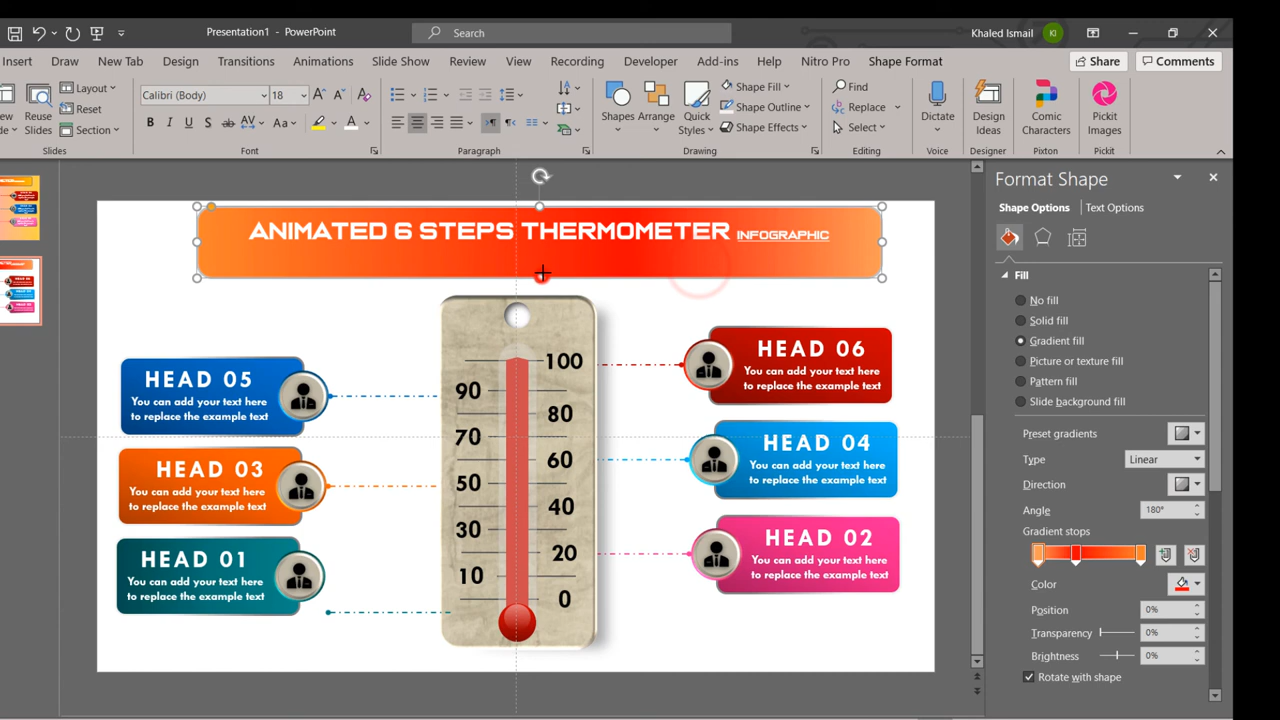 Presentation1 - PowerPoint
Search
Khaled Ismail
KI
Insert
Draw
New Tab
Design
Transitions
Animations
Slide Show
Review
View
Recording
Developer
Add-ins
Help
Nitro Pro
Shape Format
Share
Comments
Reuse
Slides
Layout
Reset
Section
Slides
Calibri (Body)
18
B
I
U
S
ab
AV
Aa
A
Font
Paragraph
Shapes
Arrange
Quick
Styles
Shape Fill
Shape Outline
Shape Effects
Drawing
Find
Replace
Select
Editing
Dictate
Voice
Design
Ideas
Designer
Comic
Characters
Pixton
Pickit
Images
Pickit
ANIMATED 6 STEPS THERMOMETER INFOGRAPHIC
HEAD 05
You can add your text here
to replace the example text
HEAD 03
You can add your text here
to replace the example text
HEAD 01
You can add your text here
to replace the example text
100
90
80
70
60
50
40
30
20
10
0
HEAD 06
You can add your text here
to replace the example text
HEAD 04
You can add your text here
to replace the example text
HEAD 02
You can add your text here
to replace the example text
Format Shape
Shape Options
Text Options
Fill
No fill
Solid fill
Gradient fill
Picture or texture fill
Pattern fill
Slide background fill
Preset gradients
Type
Linear
Direction
Angle
180°
Gradient stops
Color
Position
0%
Transparency
0%
Brightness
0%
Rotate with shape